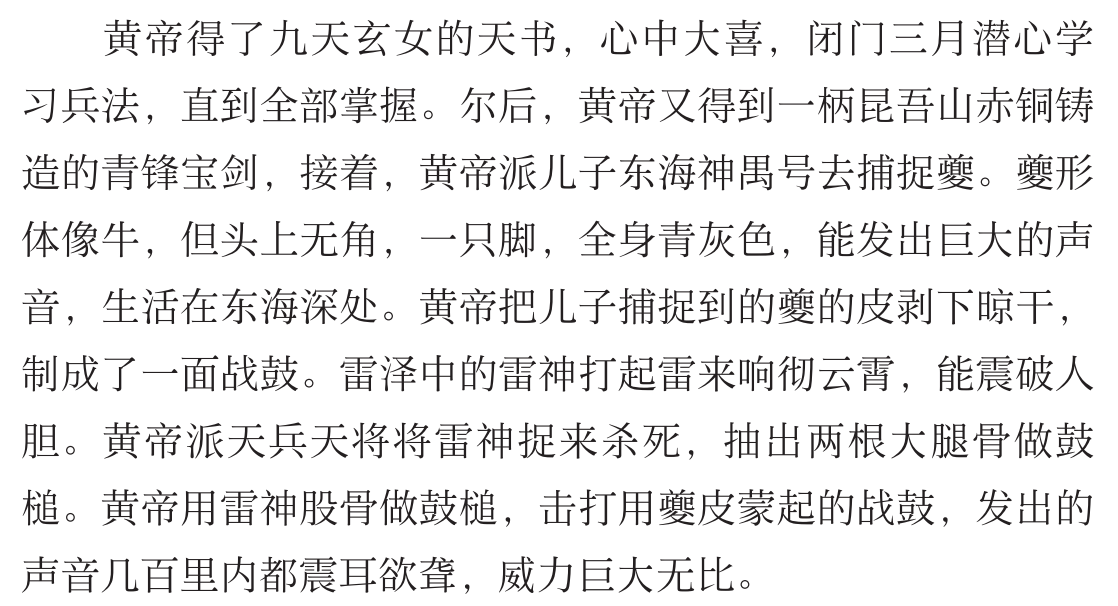 黄帝得了九天玄女的天书，心中大喜，闭门三月潜心学
习兵法，直到全部掌握。尔后，黄帝又得到一柄昆吾山赤铜铸
造的青锋宝剑，接着，黄帝派儿子东海神禺号去捕捉夔。夔形
体像牛，但头上无角，一只脚，全身青灰色，能发出巨大的声
音，生活在东海深处。黄帝把儿子捕捉到的夔的皮剥下晾干，
制成了一面战鼓。雷泽中的雷神打起雷来响彻云霄，能震破人
胆。黄帝派天兵天将将雷神捉来杀死，抽出两根大腿骨做鼓
槌。黄帝用雷神股骨做鼓槌，击打用夔皮蒙起的战鼓，发出的
声音几百里内都震耳欲聋，威力巨大无比。